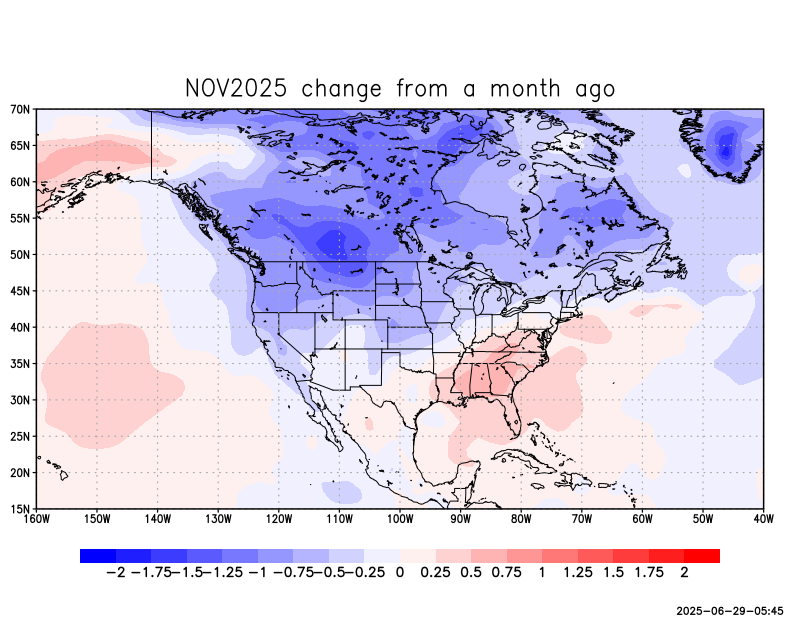 NOV2025 change from a month ago
70N
65N
60N
55N
50N
45N
40N
35N
30N
25N
20N
15N
160W 150W 140W 130W 120W 110W 100W 90W 80W 70W 60W 50W 40W
−2 −1.75 −1.5 −1.25 −1 −0.75 −0.5 −0.25 0 0.25 0.5 0.75 1 1.25 1.5 1.75 2
2025−06−29−05:45